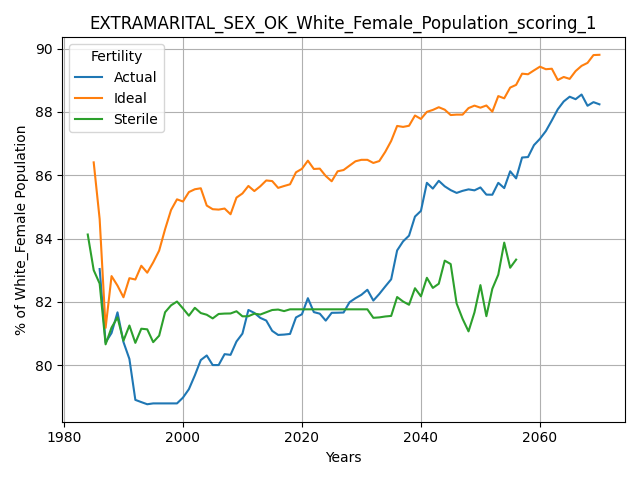 EXTRAMARITAL_SEX_OK_White_Female_Population_scoring_1
Fertility
Actual
Ideal
Sterile
% of White_Female Population
90
88
86
84
82
80
1980
2000
2020
2040
2060
Years